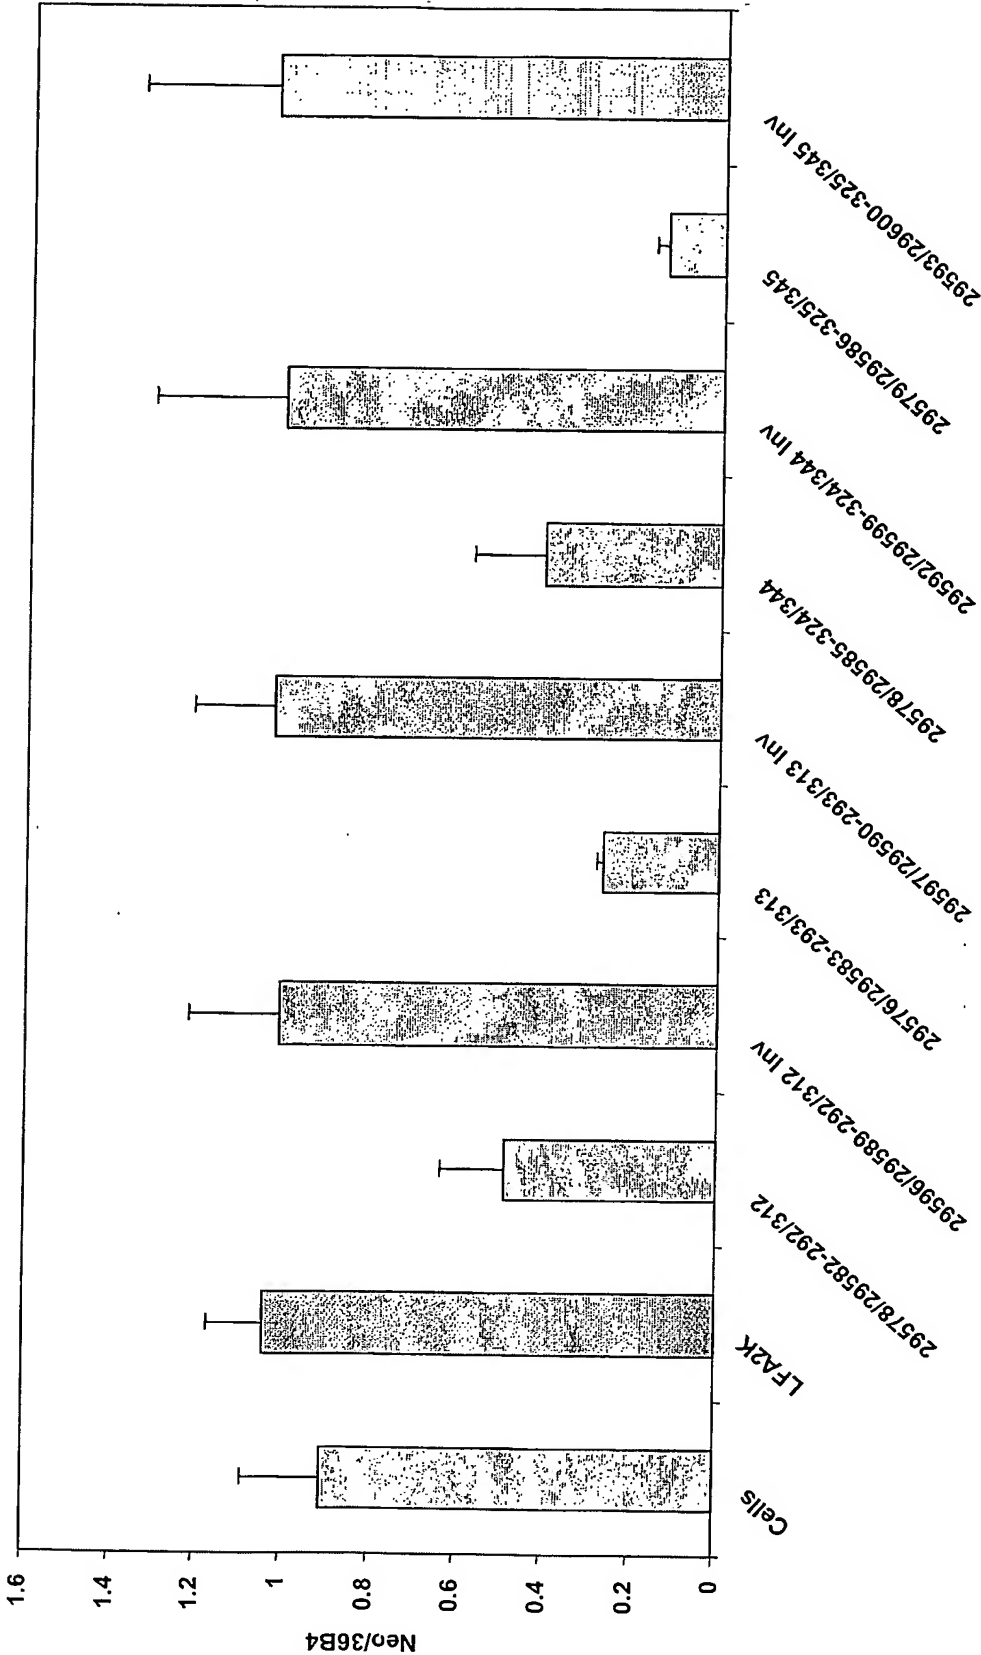 Neo/36B4
1.6
1.4
1.2
1
0.8
0.6
0.4
0.2
0
Cells
LFA2K
29578/29582-292/312
29596/29589-292/312 Inv
29576/29583-293/313
29597/29590-293/313 Inv
29578/29585-324/344
29592/29599-324/344 Inv
29579/29586-325/345
29593/29600-325/345 Inv